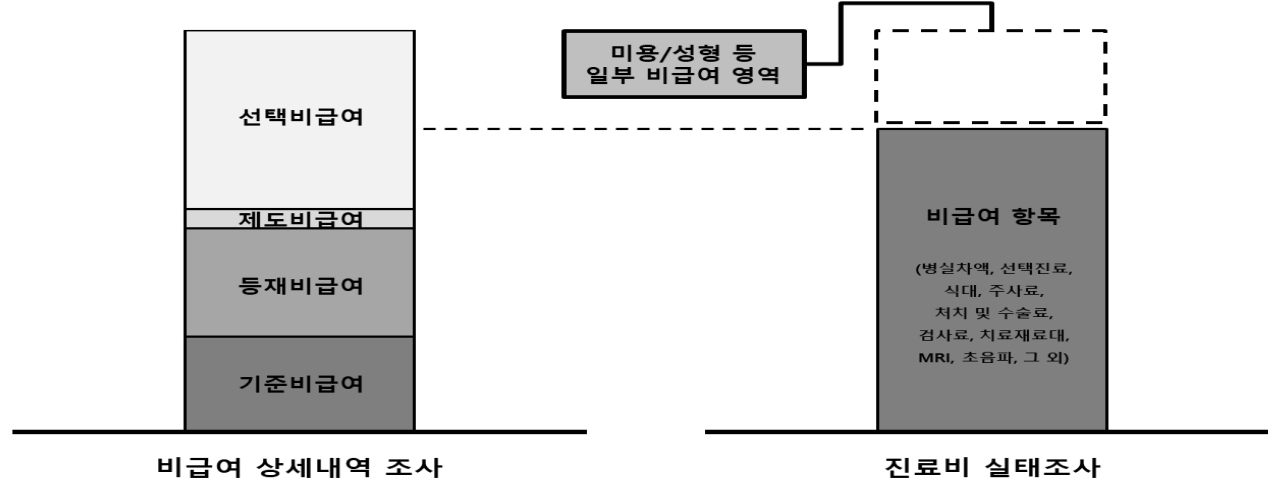 선택비급여
제도비급여
등재비급여
기준비급여
비급여 상세내역 조사
미용/성형 등
일부 비급여 영역
비급여 항목
(병실차액, 선택진료,
식대, 주사료,
처치 및 수술료,
검사료, 치료재료대,
MRI, 초음파, 그 외)
진료비 실태조사